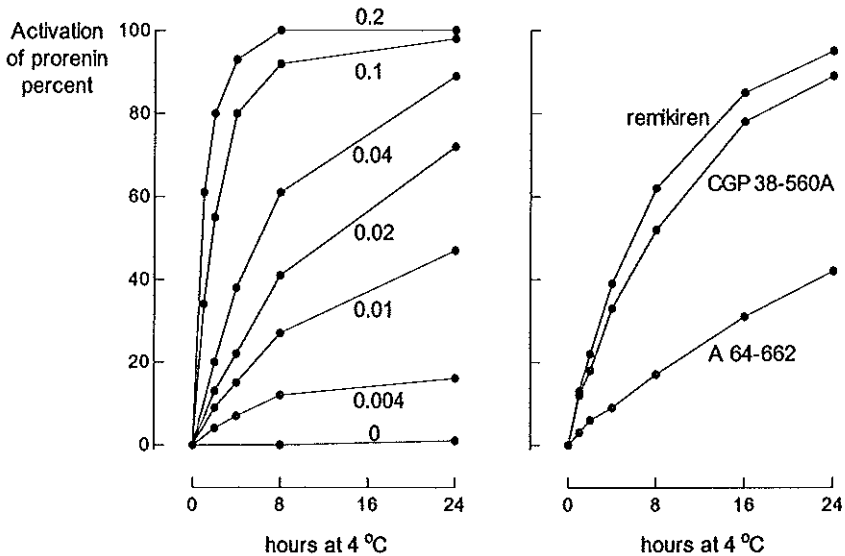 Activation
of prorenin
percent
100
80
60
40
20
0
0.2
0.1
0.04
0.02
0.01
0.004
0
0 8 16 24
hours at 4 °C
remikiren
CGP 38-560A
A 64-662
0 8 16 24
hours at 4 °C